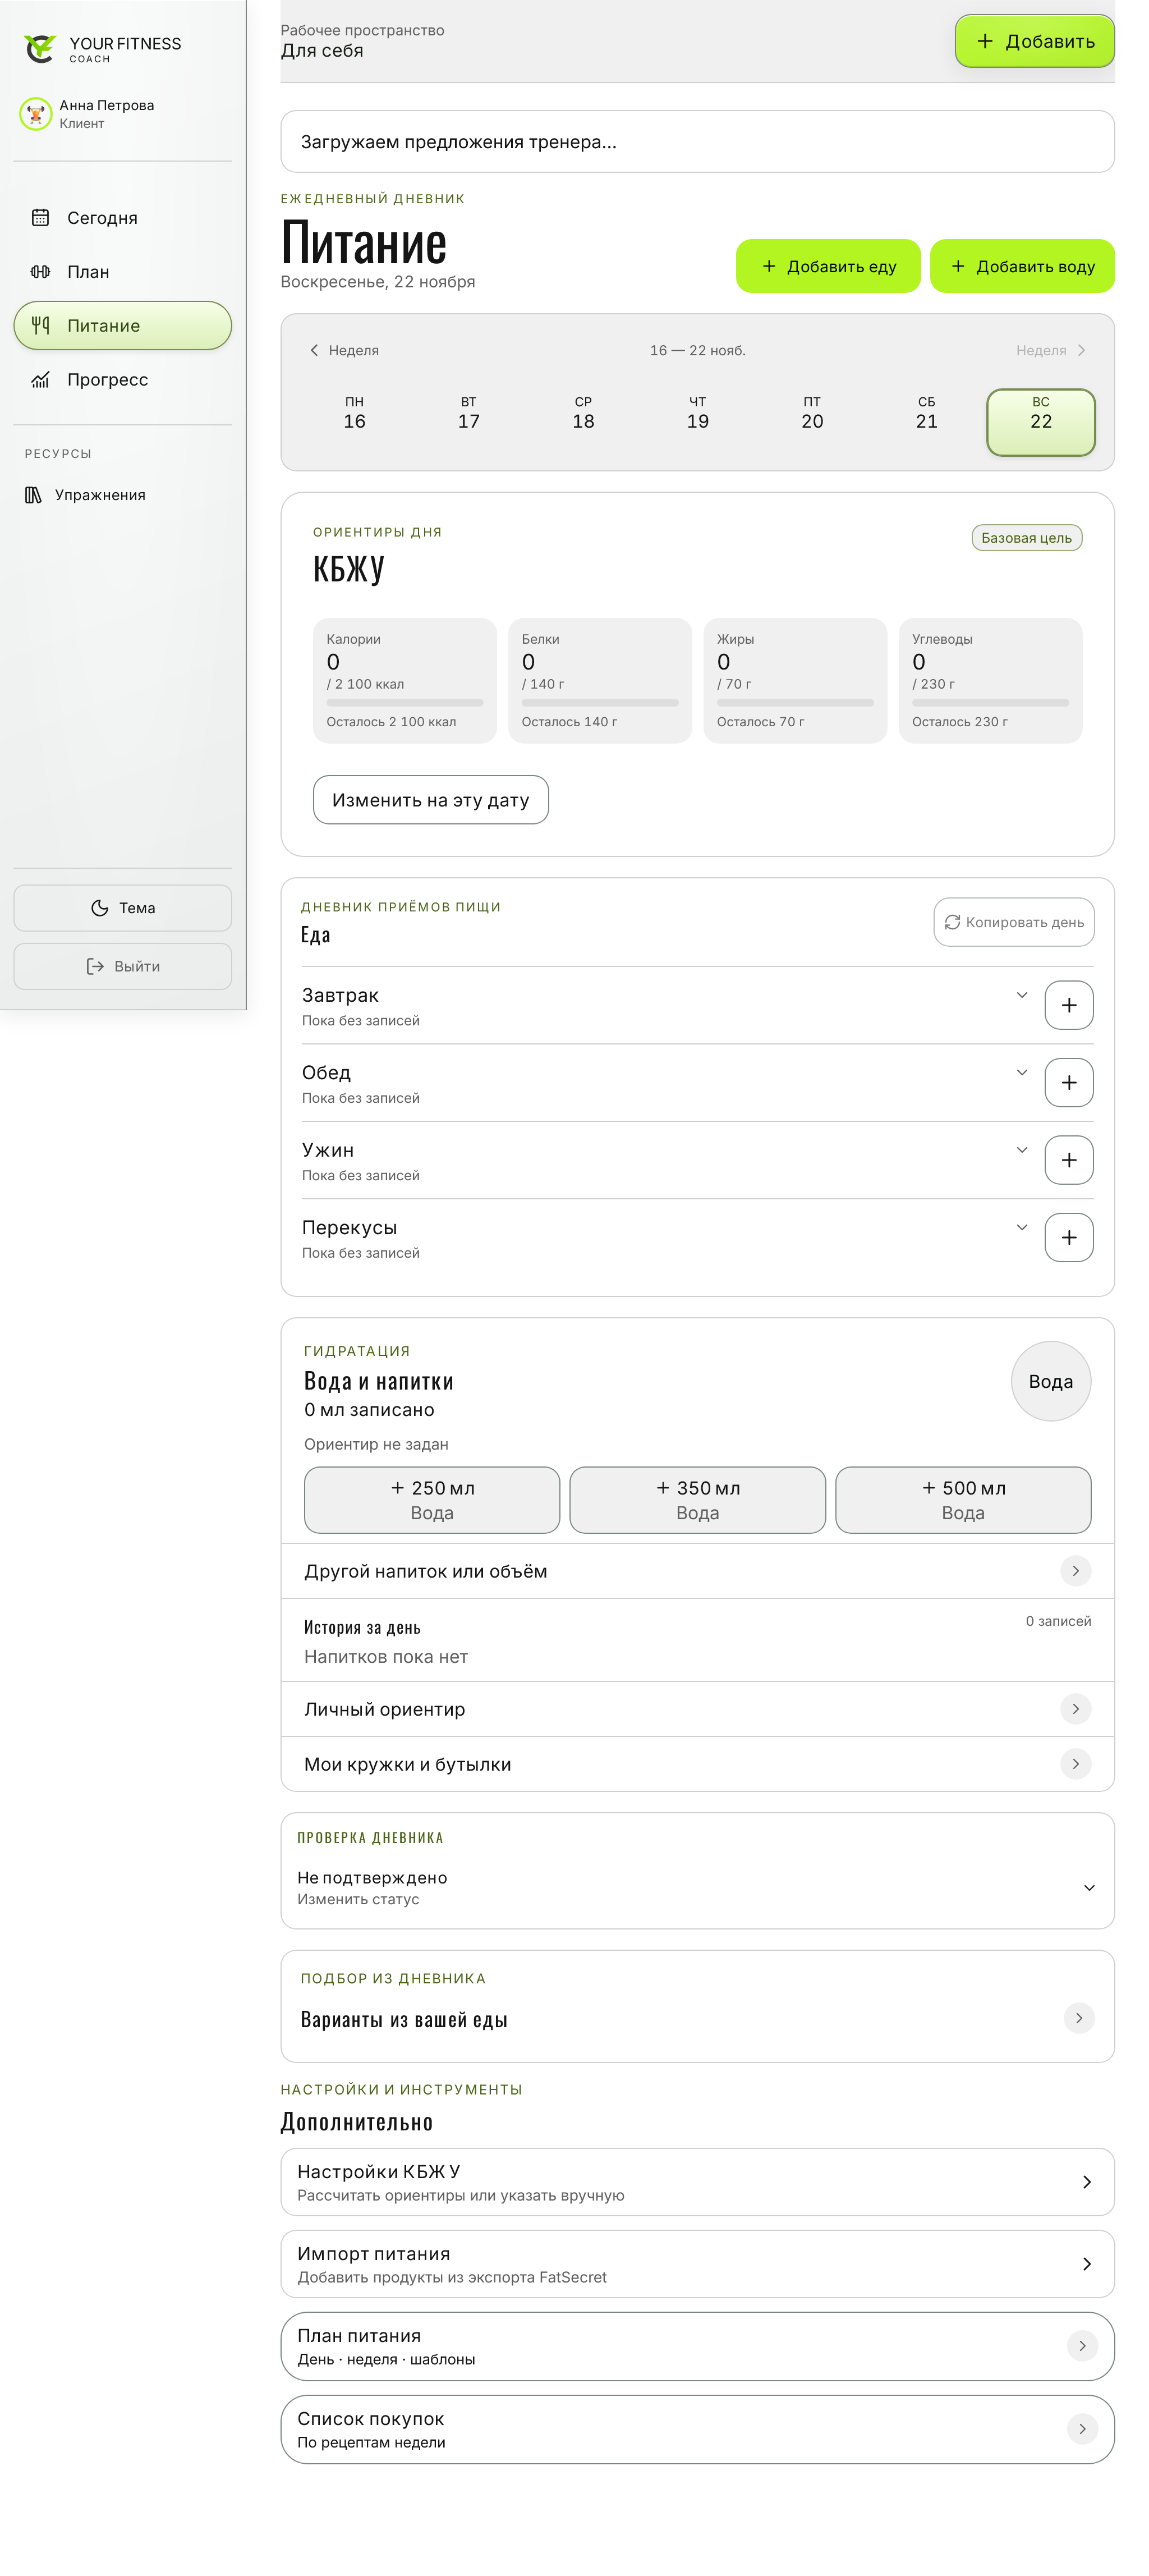 YOUR FITNESS
COACH
Анна Петрова
Клиент
Сегодня
План
Питание
Прогресс
РЕСУРСЫ
Упражнения
Тема
Выйти
Рабочее пространство
Для себя
Добавить
Загружаем предложения тренера...
ЕЖЕДНЕВНЫЙ ДНЕВНИК
Питание
Воскресенье, 22 ноября
Добавить еду
Добавить воду
Неделя
16 — 22 нояб.
Неделя
ПН ВТ СР ЧТ ПТ СБ ВС
16 17 18 19 20 21 22
ОРИЕНТИРЫ ДНЯ
КБЖУ
Базовая цель
Калории
0
/ 2 100 ккал
Осталось 2 100 ккал
Белки
0
/ 140 г
Осталось 140 г
Жиры
0
/ 70 г
Осталось 70 г
Углеводы
0
/ 230 г
Осталось 230 г
Изменить на эту дату
ДНЕВНИК ПРИЁМОВ ПИЩИ
Еда
Копировать день
Завтрак
Пока без записей
Обед
Пока без записей
Ужин
Пока без записей
Перекусы
Пока без записей
ГИДРАТАЦИЯ
Вода и напитки
0 мл записано
Вода
Ориентир не задан
+ 250 мл
Вода
+ 350 мл
Вода
+ 500 мл
Вода
Другой напиток или объём
История за день
0 записей
Напитков пока нет
Личный ориентир
Мои кружки и бутылки
ПРОВЕРКА ДНЕВНИКА
Не подтверждено
Изменить статус
ПОДБОР ИЗ ДНЕВНИКА
Варианты из вашей еды
НАСТРОЙКИ И ИНСТРУМЕНТЫ
Дополнительно
Настройки КБЖУ
Рассчитать ориентиры или указать вручную
Импорт питания
Добавить продукты из экспорта FatSecret
План питания
День · неделя · шаблоны
Список покупок
По рецептам недели